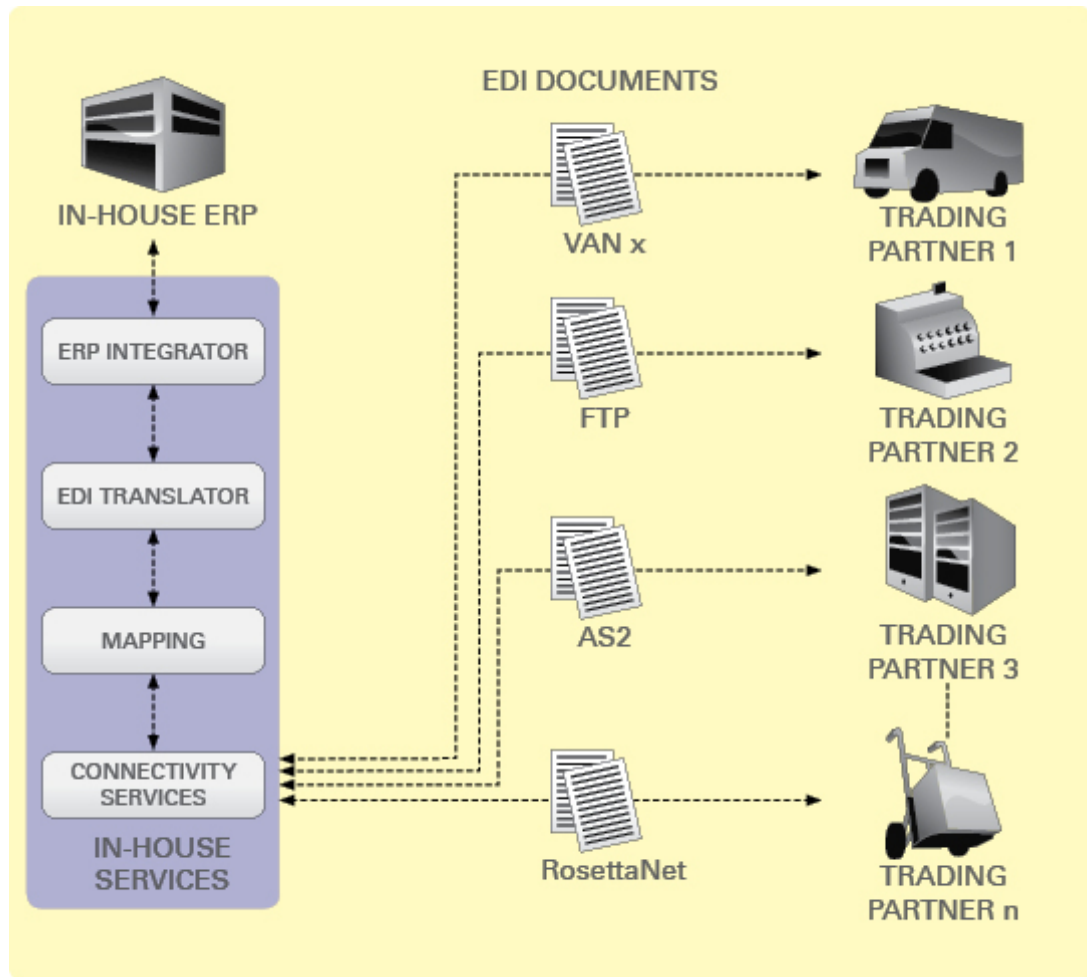 EDI DOCUMENTS
IN-HOUSE ERP
ERP INTEGRATOR
EDI TRANSLATOR
MAPPING
CONNECTIVITY
SERVICES
IN-HOUSE
SERVICES
VAN x
FTP
AS2
RosettaNet
TRADING
PARTNER 1
TRADING
PARTNER 2
TRADING
PARTNER 3
TRADING
PARTNER n